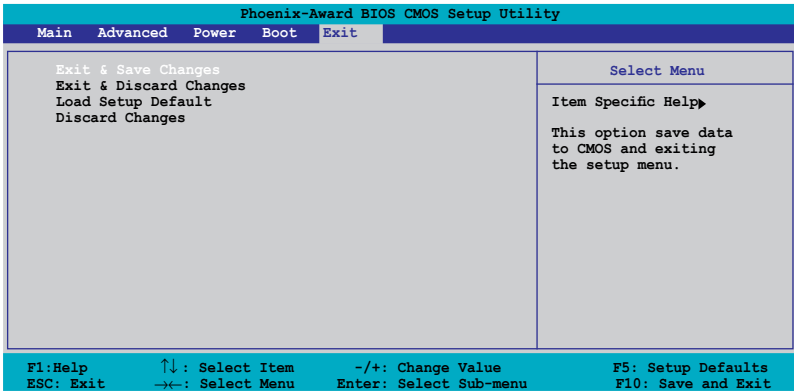 Phoenix-Award BIOS CMOS Setup Utility
Main Advanced Power Boot Exit
Exit & Save Changes
Exit & Discard Changes
Load Setup Default
Discard Changes
Select Menu
Item Specific Help▶
This option save data
to CMOS and exiting
the setup menu.
F1:Help ↑↓: Select Item -/+: Change Value F5: Setup Defaults
ESC: Exit →←: Select Menu Enter: Select Sub-menu F10: Save and Exit